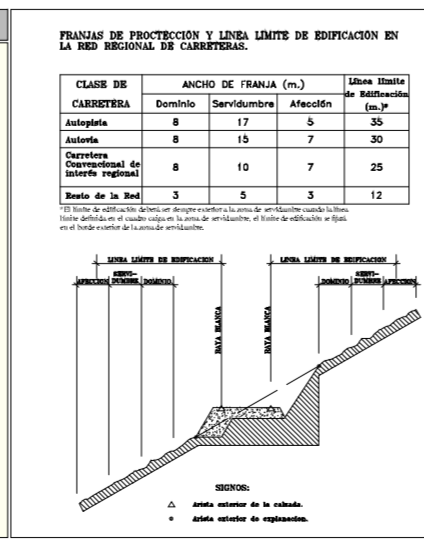 FRANJAS DE PROCTECCIÓN Y LINEA LÍMITE DE EDIFICACIÓN EN
LA RED REGIONAL DE CARRETERAS.
CLASE DE CARRETERA ANCHO DE FRANJA (m.) Línea límite de Edificación (m.)*
Dominio Servidumbre Afección
Autopista 8 17 5 35
Autovía 8 15 7 30
Carretera Convencional de interés regional 8 10 7 25
Resto de la Red 3 5 3 12
*El límite de edificación deberá ser siempre exterior a la zona de servidumbre cuando la línea
límite definida en el cuadro caiga en la zona de servidumbre, el límite de edificación se fijará
en el borde exterior de la zona de servidumbre.
LINEA LÍMITE DE EDIFICACION LINEA LÍMITE DE EDIFICACION
AFECCION SERVI-DUMBRE DOMINIO DOMINIO SERVI-DUMBRE AFECCION
RAYA BLANCA
RAYA BLANCA
SIGNOS:
Arista exterior de la calzada.
Arista exterior de explanacion.